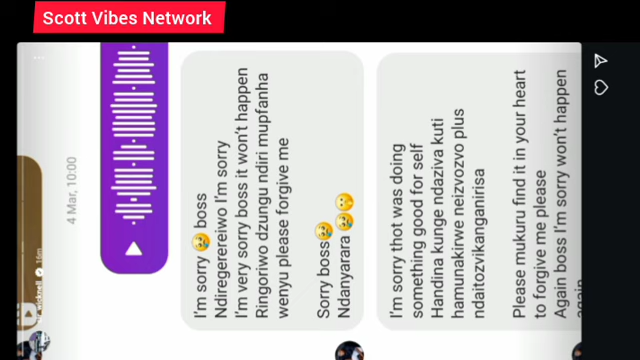 Scott Vibes Network
4 Mar, 10:00
I'm sorry 😢 boss
Ndiregerereiwo I'm sorry
I'm very sorry boss it won't happen
Ringoriwo dzungu ndiri mupfanha
wenyu please forgive me
Sorry boss😢
Ndanyarara 😢🤫
I'm sorry thot was doing
something good for self
Handina kunge ndaziva kuti
hamunakirwe neizvozvo plus
ndaitozvikanganirisa
Please mukuru find it in your heart
to forgive me please
Again boss I'm sorry won't happen
again